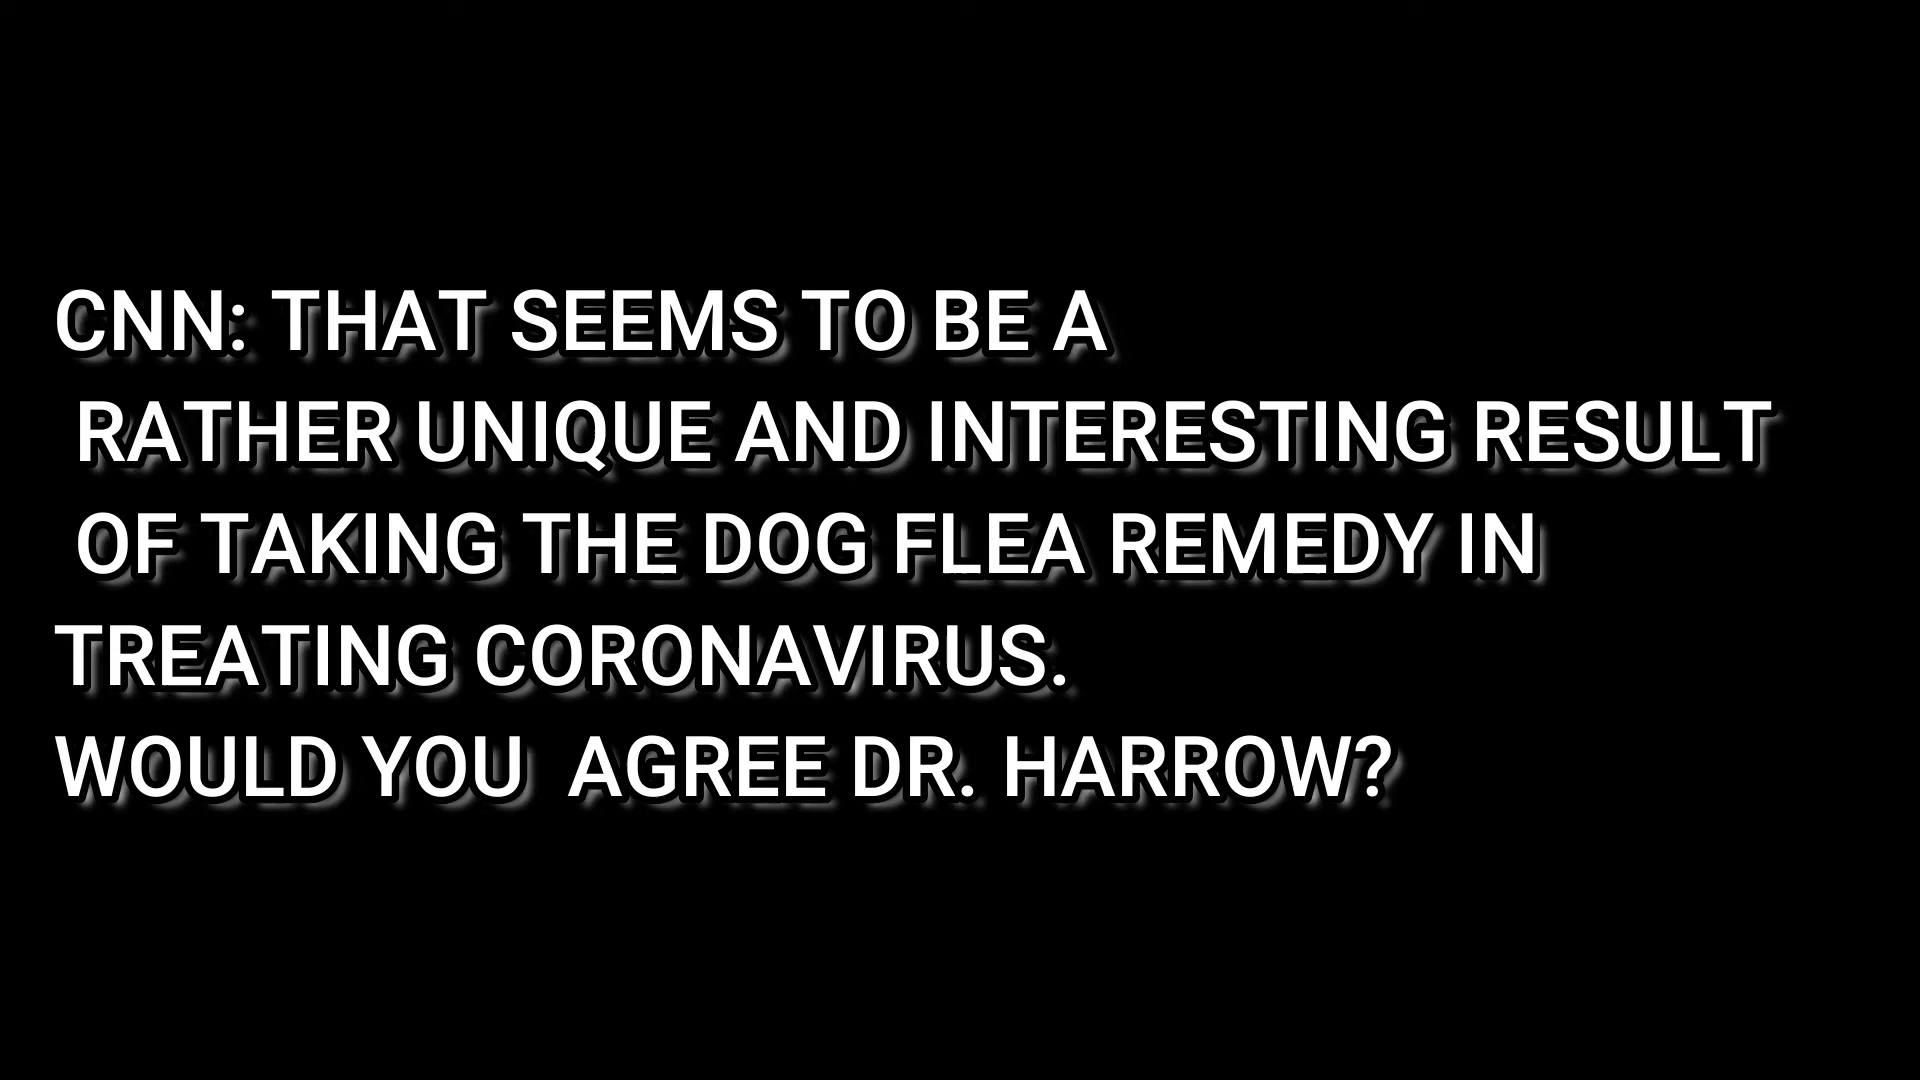 CNN: THAT SEEMS TO BE A
RATHER UNIQUE AND INTERESTING RESULT
OF TAKING THE DOG FLEA REMEDY IN
TREATING CORONAVIRUS.
WOULD YOU  AGREE DR. HARROW?